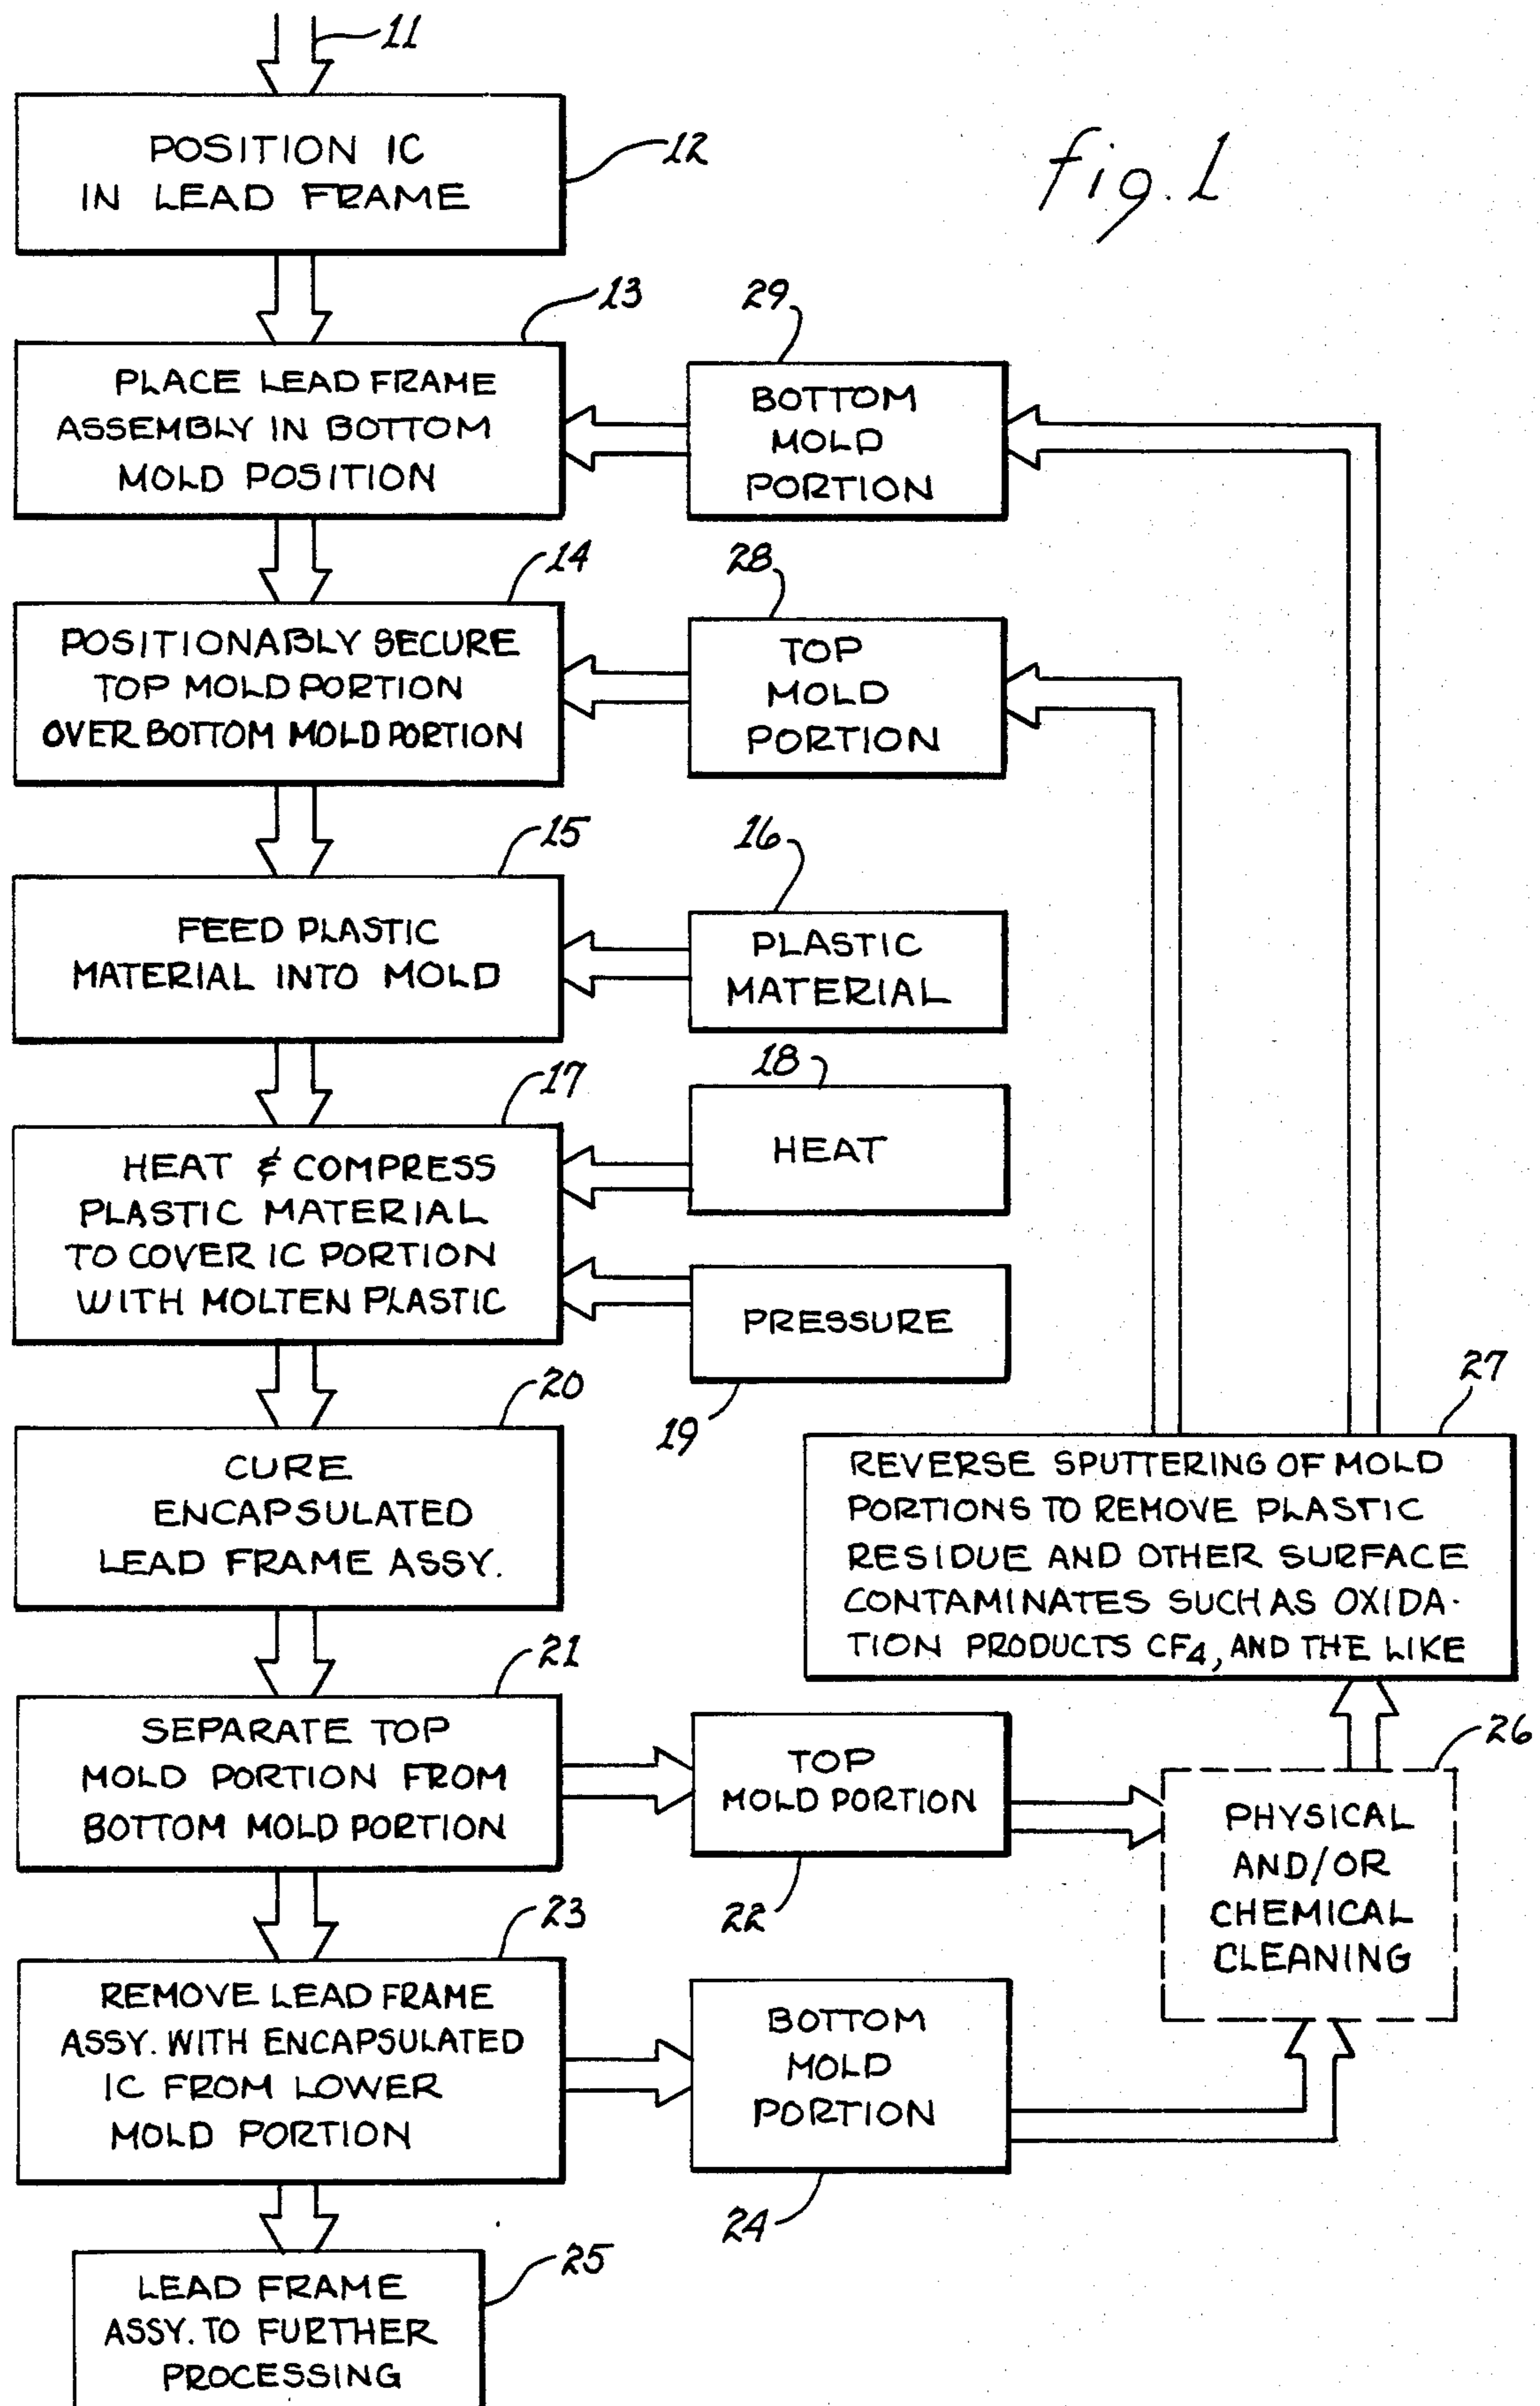 11
POSITION IC
IN LEAD FRAME
12
fig. 1
13
PLACE LEAD FRAME
ASSEMBLY IN BOTTOM
MOLD POSITION
29
BOTTOM
MOLD
PORTION
14
POSITIONABLY SECURE
TOP MOLD PORTION
OVER BOTTOM MOLD PORTION
28
TOP
MOLD
PORTION
15
FEED PLASTIC
MATERIAL INTO MOLD
16
PLASTIC
MATERIAL
17
HEAT & COMPRESS
PLASTIC MATERIAL
TO COVER IC PORTION
WITH MOLTEN PLASTIC
18
HEAT
PRESSURE
19
20
CURE
ENCAPSULATED
LEAD FRAME ASSY.
27
REVERSE SPUTTERING OF MOLD
PORTIONS TO REMOVE PLASTIC
RESIDUE AND OTHER SURFACE
CONTAMINATES SUCH AS OXIDA-
TION PRODUCTS CF4, AND THE LIKE
21
SEPARATE TOP
MOLD PORTION FROM
BOTTOM MOLD PORTION
TOP
MOLD PORTION
22
26
PHYSICAL
AND/OR
CHEMICAL
CLEANING
23
REMOVE LEAD FRAME
ASSY. WITH ENCAPSULATED
IC FROM LOWER
MOLD PORTION
BOTTOM
MOLD
PORTION
24
25
LEAD FRAME
ASSY. TO FURTHER
PROCESSING